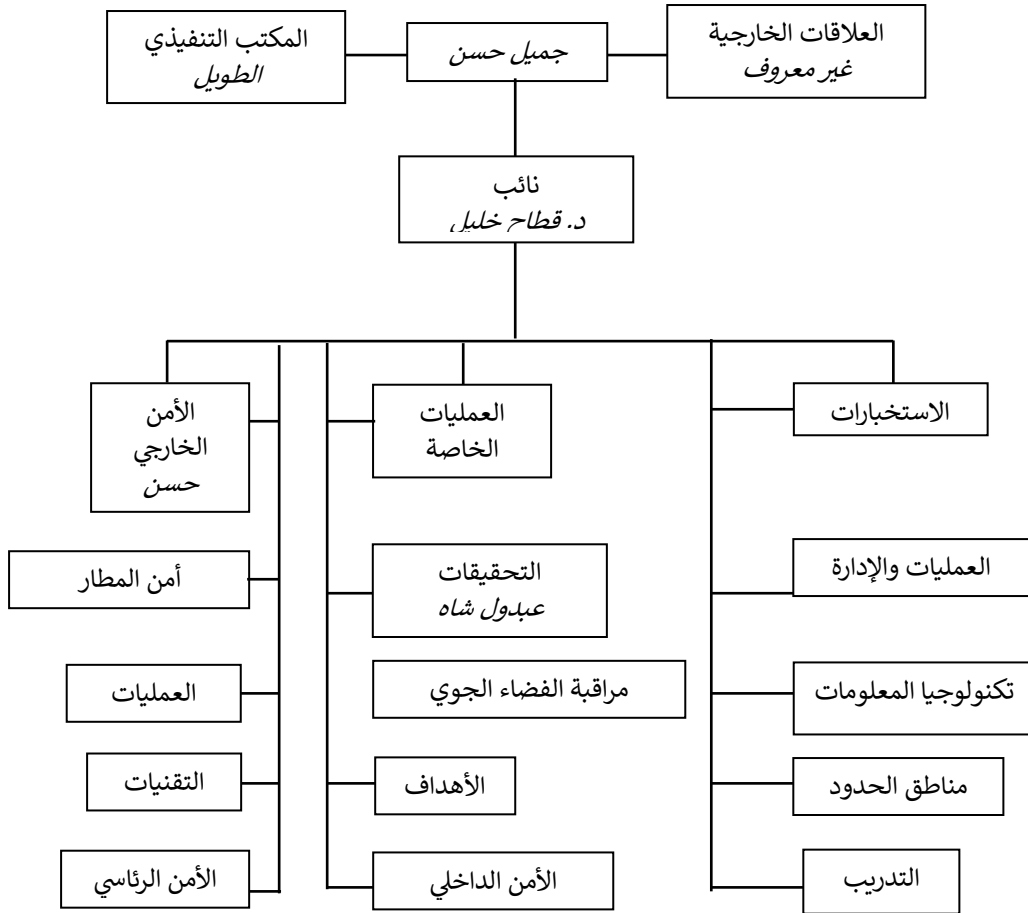 العلاقات الخارجية
غير معروف
جميل حسن
المكتب التنفيذي
الطويل
نائب
د. قطاح خليل
الاستخبارات
العمليات
الخاصة
الأمن
الخارجي
حسن
العمليات والإدارة
التحقيقات
عبدول شاه
أمن المطار
تكنولوجيا المعلومات
مراقبة الفضاء الجوي
العمليات
مناطق الحدود
الأهداف
التقنيات
التدريب
الأمن الداخلي
الأمن الرئاسي